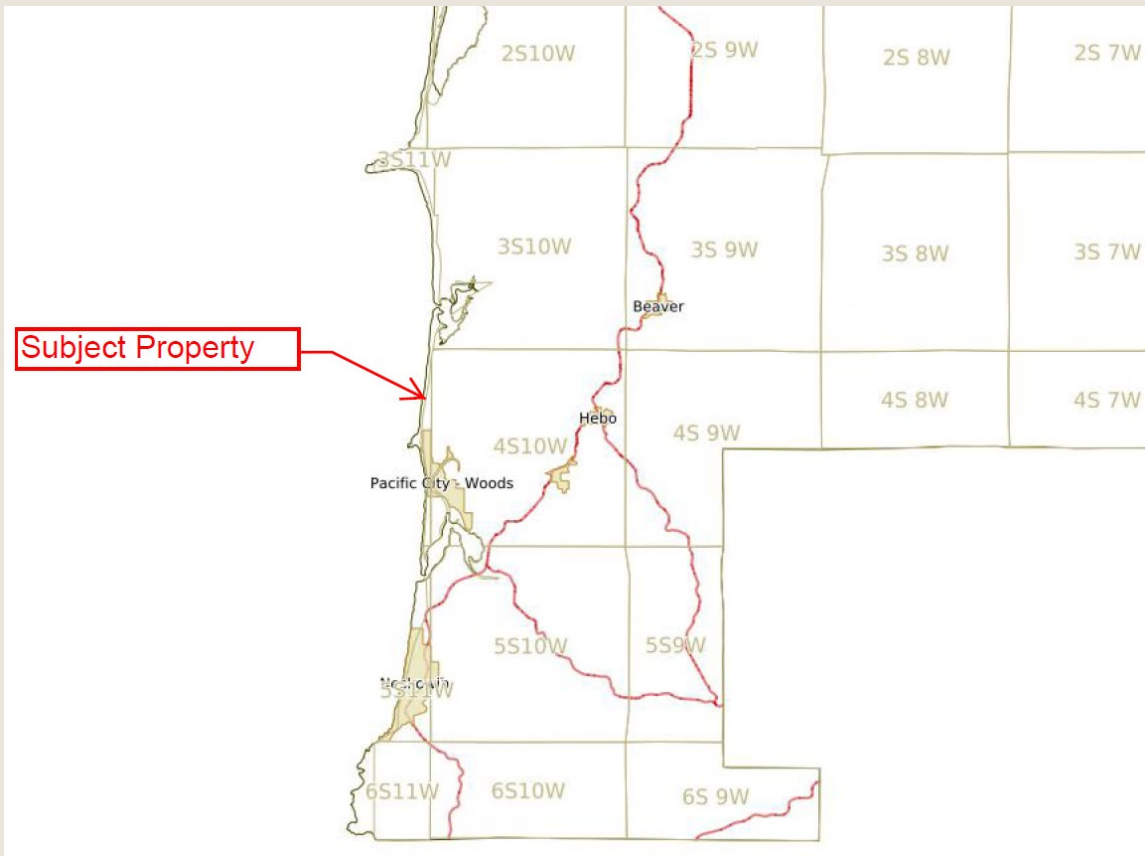 2S10W
2S 9W
2S 8W
2S 7W
3S11W
3S10W
3S 9W
3S 8W
3S 7W
Beaver
Subject Property
4S 8W
4S 7W
Hebo
4S10W
4S 9W
Pacific City - Woods
5S10W
5S9W
5S11W
6S11W
6S10W
6S 9W